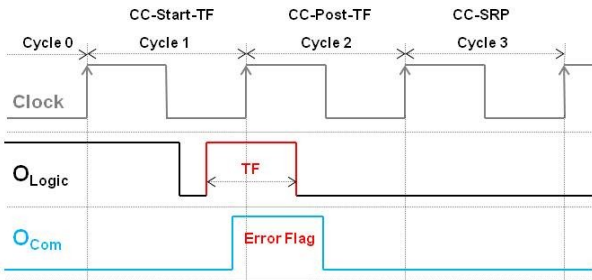 CC-Start-TF CC-Post-TF CC-SRP
Cycle 0 Cycle 1 Cycle 2 Cycle 3
Clock
OLogic TF
OCom Error Flag